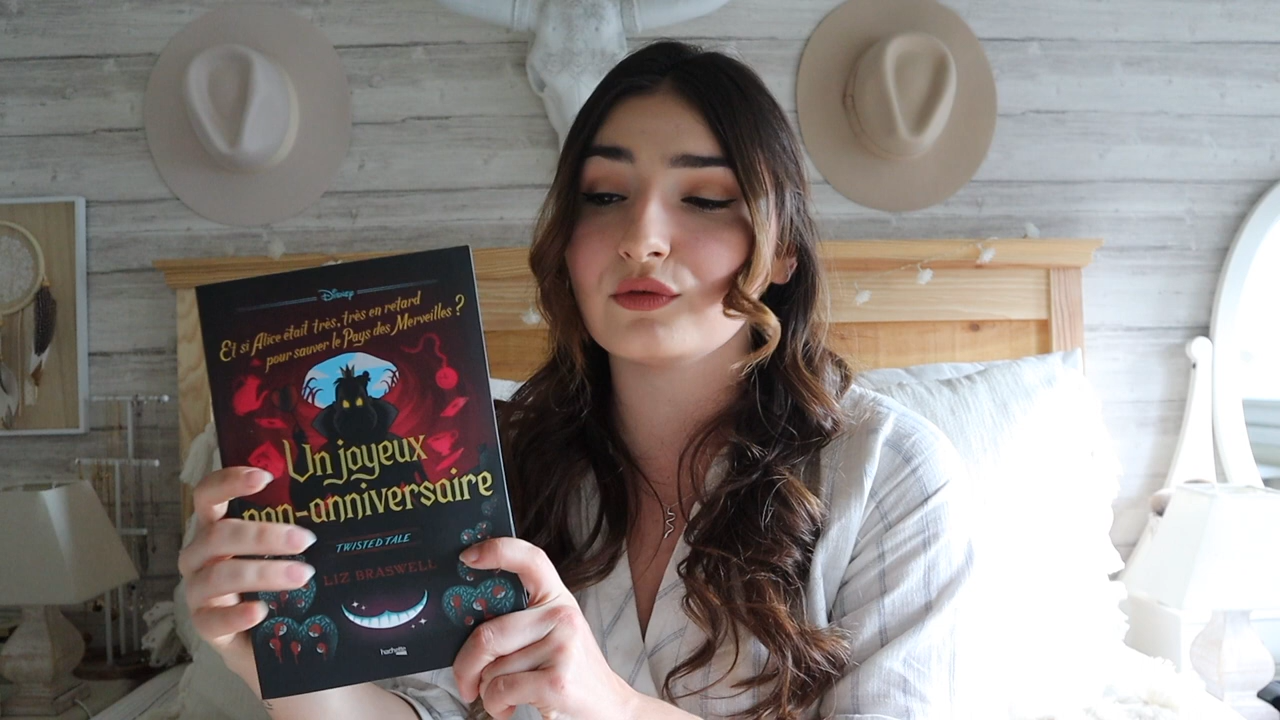 Disney
Et si Alice était très, très en retard
pour sauver le Pays des Merveilles ?
Un joyeux
non-anniversaire
TWISTED TALE
LIZ BRASWELL
hachette